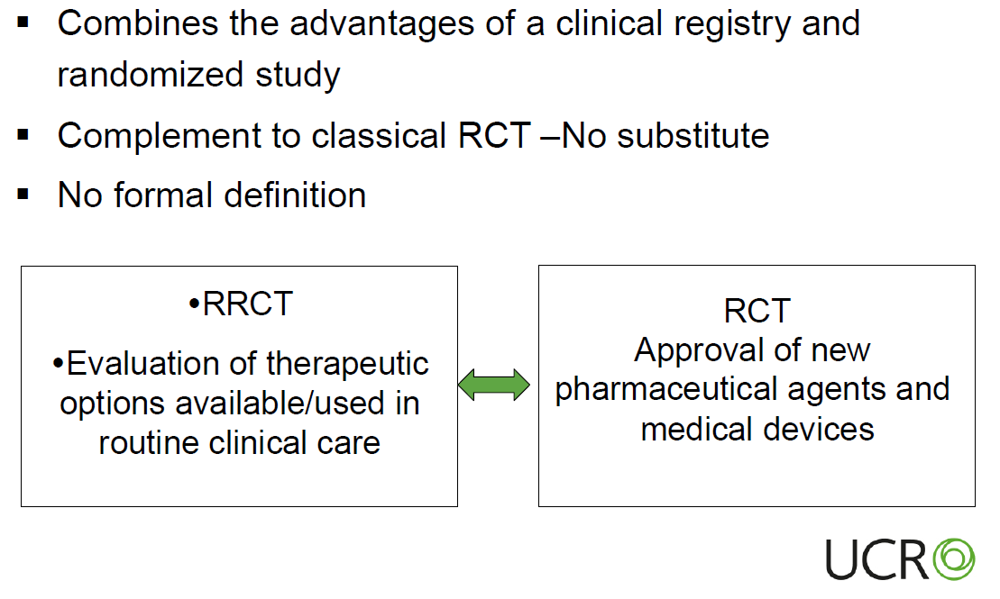 ▪ Combines the advantages of a clinical registry and
randomized study
▪ Complement to classical RCT –No substitute
▪ No formal definition
•RRCT
•Evaluation of therapeutic
options available/used in
routine clinical care
RCT
Approval of new
pharmaceutical agents and
medical devices
UCR